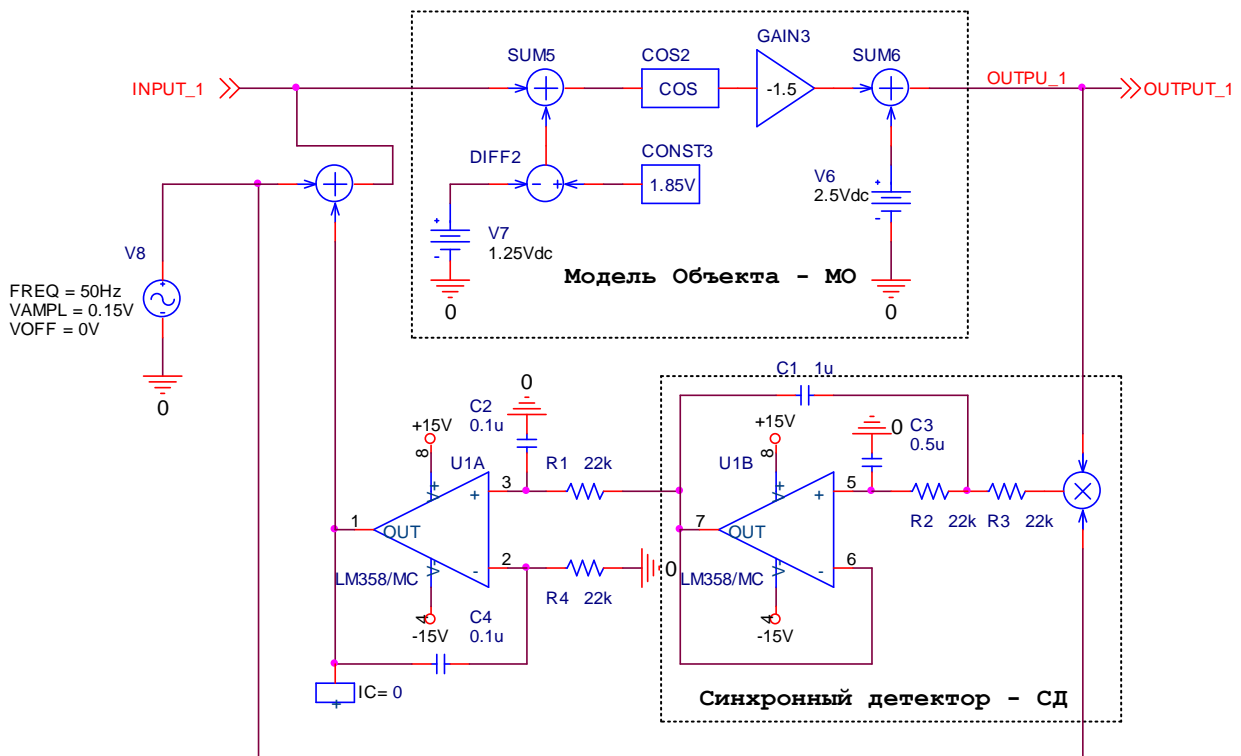 GAIN3
COS2
SUM5
SUM6
INPUT_1
COS
-1.5
OUTPU_1
OUTPUT_1
DIFF2
CONST3
- +
1.85V
V6
2.5Vdc
V7
1.25Vdc
V8
FREQ = 50Hz
VAMPL = 0.15V
VOFF = 0V
Модель Объекта - МО
0
0
0
C1 1u
0
C2
0.1u
+15V
8
V+
U1A
3
R1 22k
+
1
OUT
2
-
V-
LM358/MC
R4 22k
0
4
-15V
C4
0.1u
IC= 0
+15V
8
V+
U1B
0
C3
0.5u
5
+
R2 22k
R3 22k
7
OUT
6
-
V-
LM358/MC
4
-15V
Синхронный детектор - СД